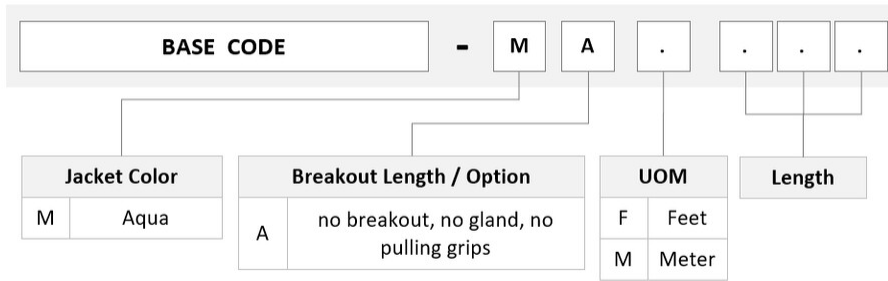 BASE CODE - M A . . . .
Jacket Color
M Aqua
Breakout Length / Option
A no breakout, no gland, no
pulling grips
UOM
F Feet
M Meter
Length